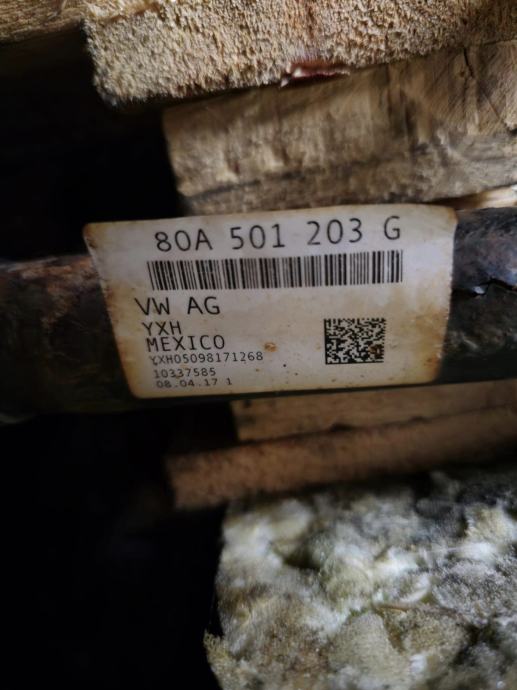 80A 501 203 G
VW AG
YXH
MEXICO
YXH05098171268
10337585
08.04.17 1